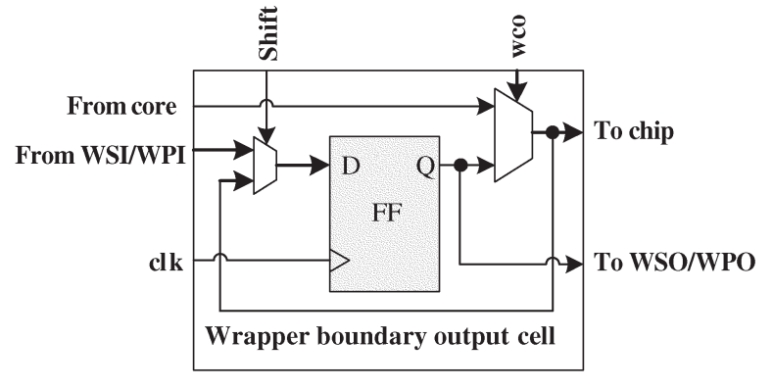 Shift
wco
From core
To chip
From WSI/WPI
D
Q
FF
clk
To WSO/WPO
Wrapper boundary output cell